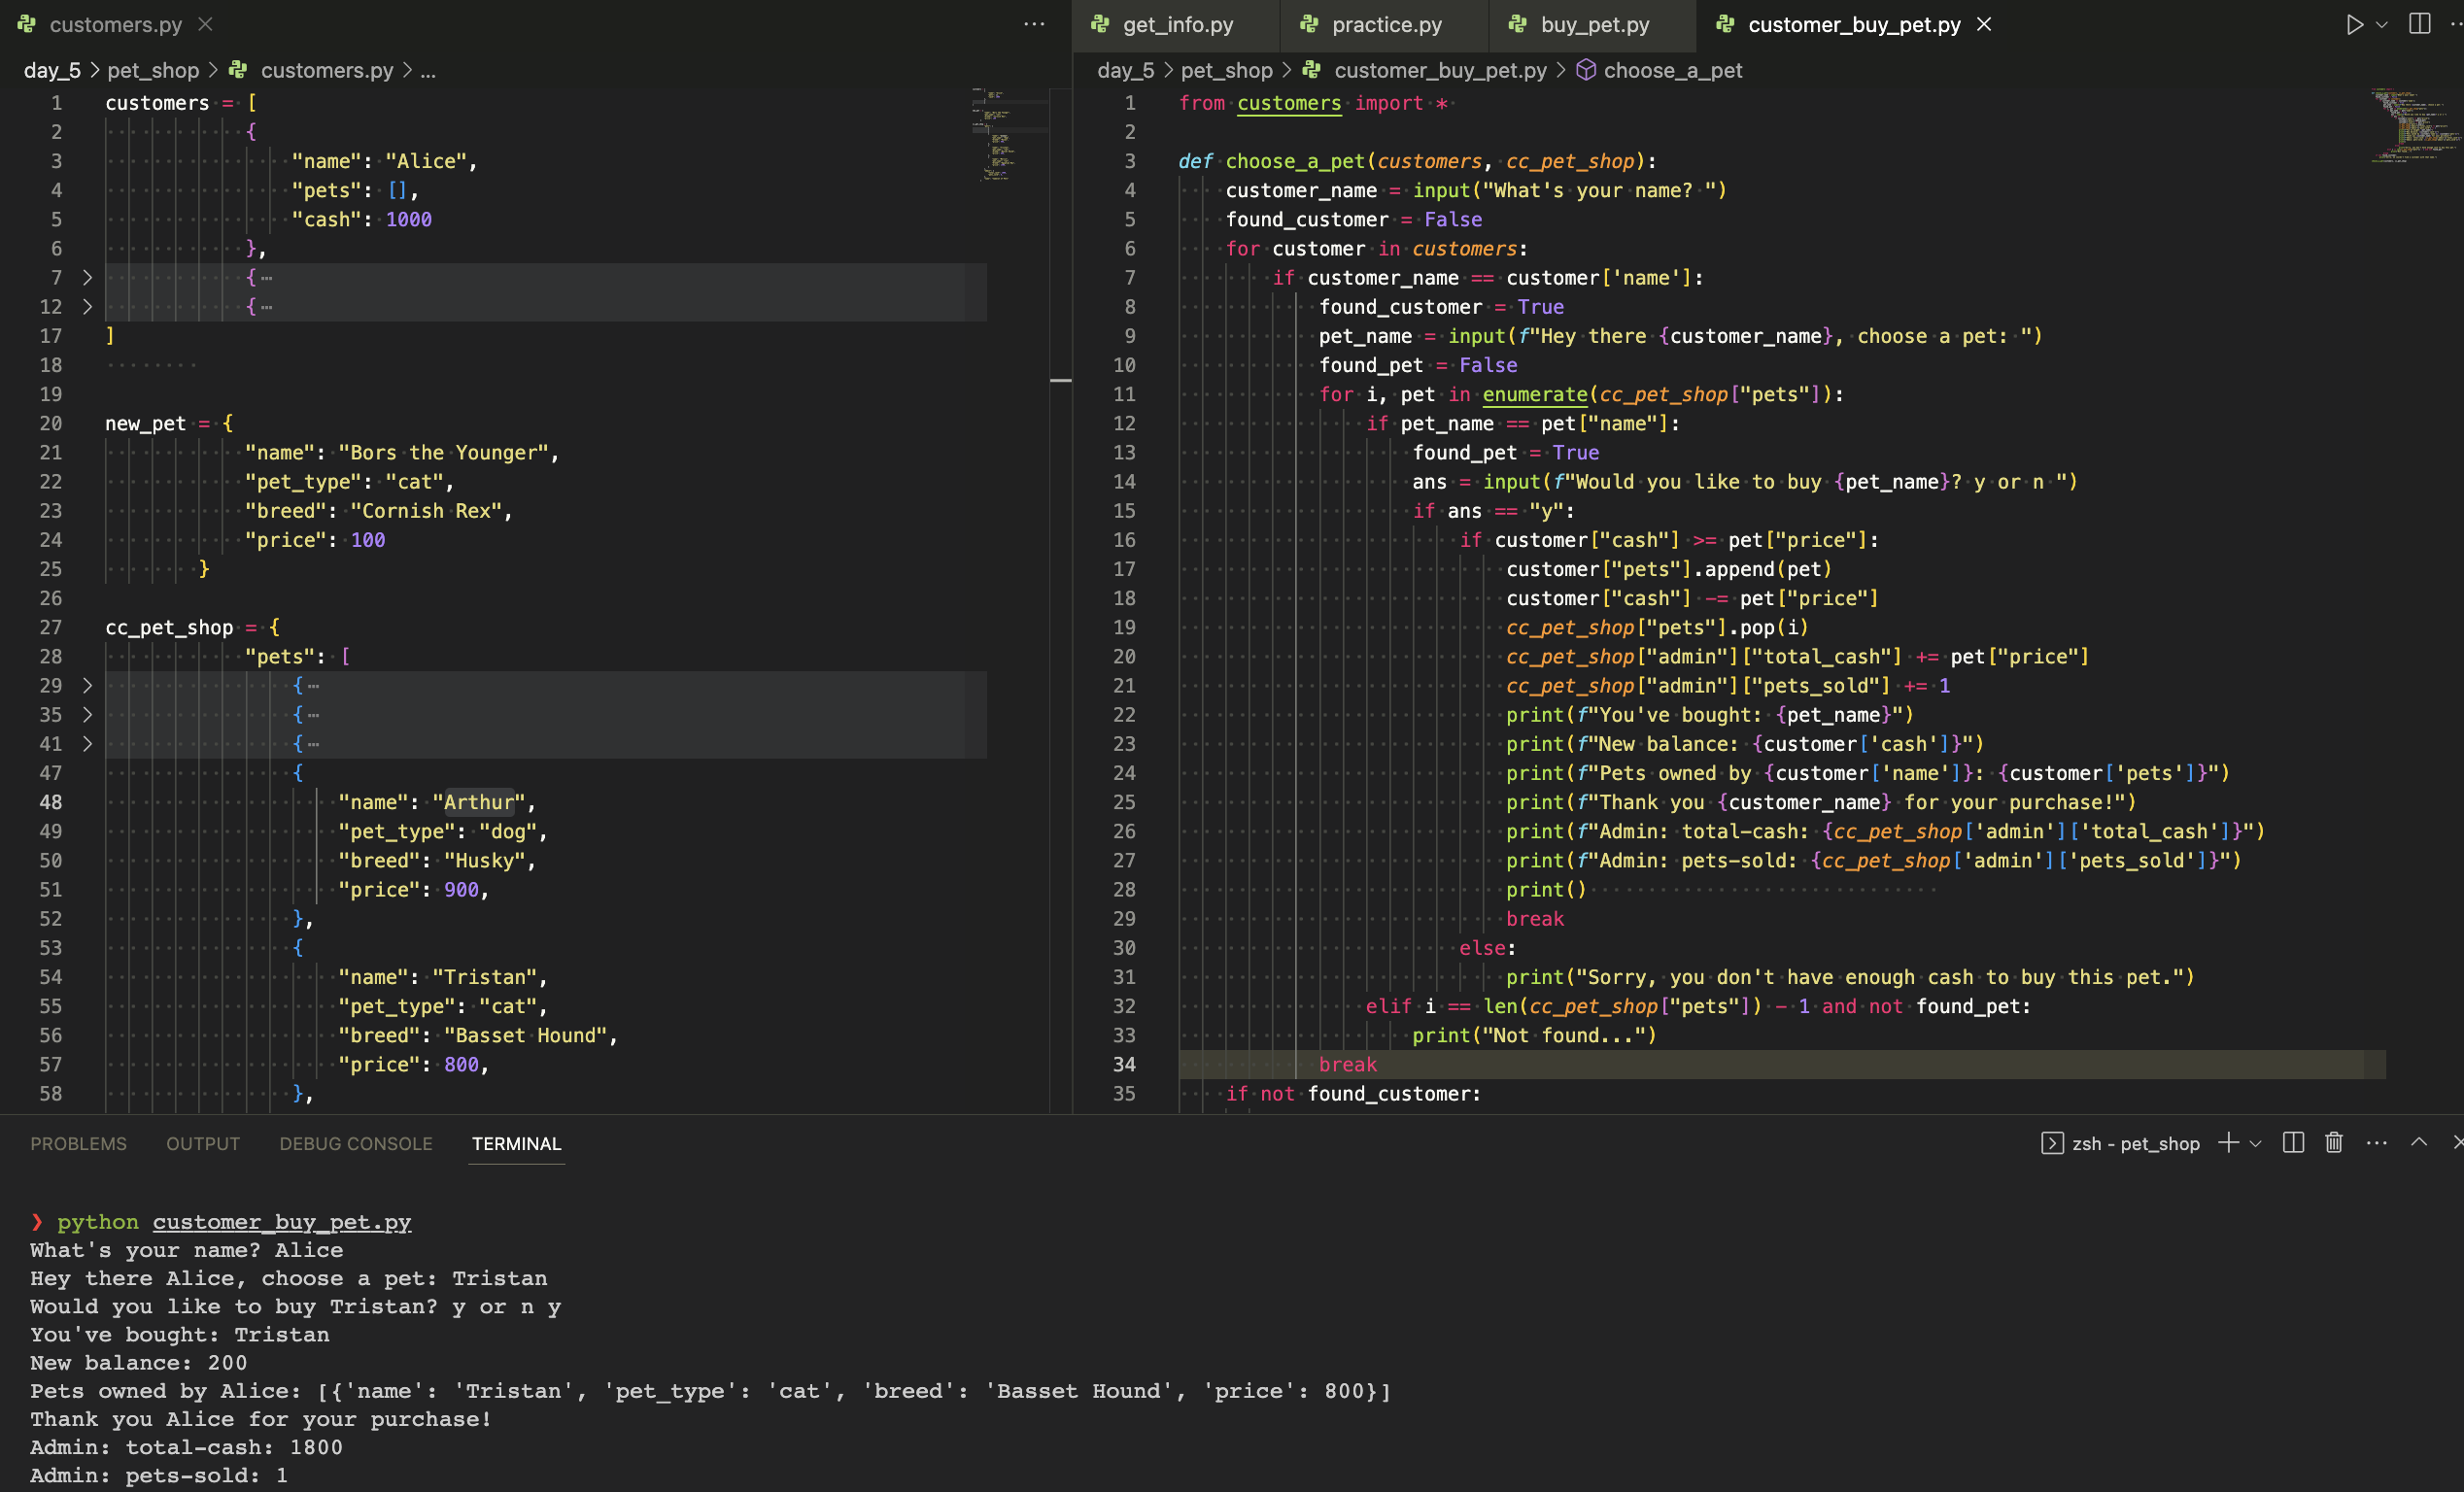 customers.py
day_5 > pet_shop > customers.py > ...
1 customers = [
2 {
3 "name": "Alice",
4 "pets": [],
5 "cash": 1000
6 },
7 {…
12 {…
17 ]
18
19
20 new_pet = {
21 "name": "Bors the Younger",
22 "pet_type": "cat",
23 "breed": "Cornish Rex",
24 "price": 100
25 }
26
27 cc_pet_shop = {
28 "pets": [
29 {…
35 {…
41 {…
47 {
48 "name": "Arthur",
49 "pet_type": "dog",
50 "breed": "Husky",
51 "price": 900,
52 },
53 {
54 "name": "Tristan",
55 "pet_type": "cat",
56 "breed": "Basset Hound",
57 "price": 800,
58 },
get_info.py practice.py buy_pet.py customer_buy_pet.py
day_5 > pet_shop > customer_buy_pet.py > choose_a_pet
1 from customers import *
2
3 def choose_a_pet(customers, cc_pet_shop):
4 customer_name = input("What's your name? ")
5 found_customer = False
6 for customer in customers:
7 if customer_name == customer['name']:
8 found_customer = True
9 pet_name = input(f"Hey there {customer_name}, choose a pet: ")
10 found_pet = False
11 for i, pet in enumerate(cc_pet_shop["pets"]):
12 if pet_name == pet["name"]:
13 found_pet = True
14 ans = input(f"Would you like to buy {pet_name}? y or n ")
15 if ans == "y":
16 if customer["cash"] >= pet["price"]:
17 customer["pets"].append(pet)
18 customer["cash"] -= pet["price"]
19 cc_pet_shop["pets"].pop(i)
20 cc_pet_shop["admin"]["total_cash"] += pet["price"]
21 cc_pet_shop["admin"]["pets_sold"] += 1
22 print(f"You've bought: {pet_name}")
23 print(f"New balance: {customer['cash']}")
24 print(f"Pets owned by {customer['name']}: {customer['pets']}")
25 print(f"Thank you {customer_name} for your purchase!")
26 print(f"Admin: total-cash: {cc_pet_shop['admin']['total_cash']}")
27 print(f"Admin: pets-sold: {cc_pet_shop['admin']['pets_sold']}")
28 print()
29 break
30 else:
31 print("Sorry, you don't have enough cash to buy this pet.")
32 elif i == len(cc_pet_shop["pets"]) - 1 and not found_pet:
33 print("Not found...")
34 break
35 if not found_customer:
PROBLEMS OUTPUT DEBUG CONSOLE TERMINAL zsh - pet_shop
❯ python customer_buy_pet.py
What's your name? Alice
Hey there Alice, choose a pet: Tristan
Would you like to buy Tristan? y or n y
You've bought: Tristan
New balance: 200
Pets owned by Alice: [{'name': 'Tristan', 'pet_type': 'cat', 'breed': 'Basset Hound', 'price': 800}]
Thank you Alice for your purchase!
Admin: total-cash: 1800
Admin: pets-sold: 1